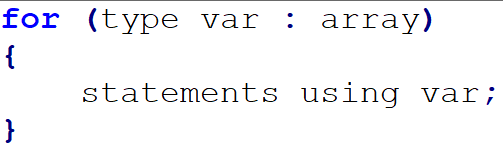 for (type var : array)
{
    statements using var;
}